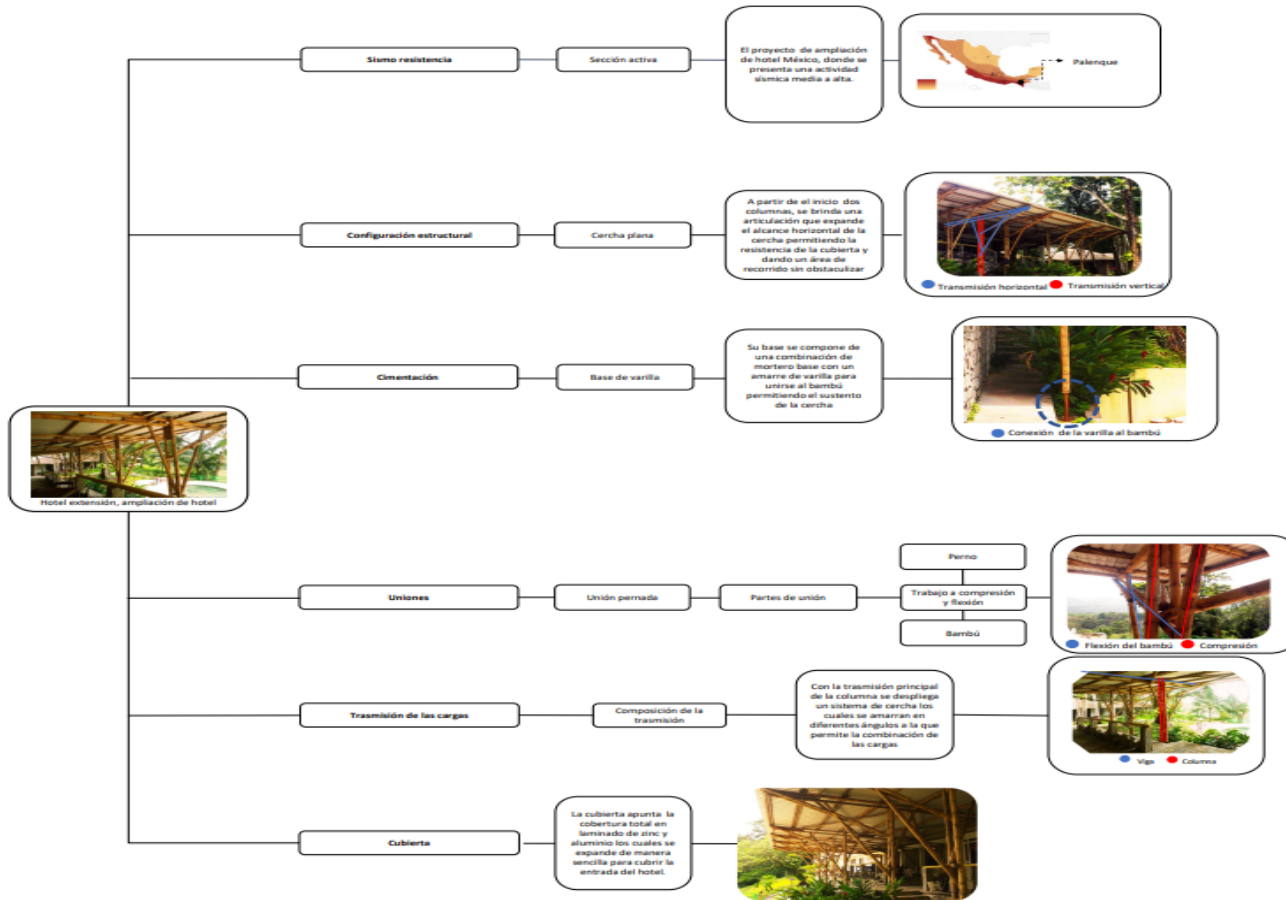 Sismo resistencia
Sección activa
El proyecto de ampliación
de hotel México, donde se
presenta una actividad
sísmica media a alta.
Palenque
Configuración estructural
Cercha plana
A partir de el inicio dos
columnas, se brinda una
articulación que expande
el alcance horizontal de la
cercha permitiendo la
resistencia de la cubierta y
dando un área de
recorrido sin obstaculizar
Transmisión horizontal
Transmisión vertical
Cimentación
Base de varilla
Su base se compone de
una combinación de
mortero base con un
amarre de varilla para
unirse al bambú
permitiendo el sustento
de la cercha
Conexión de la varilla al bambú
Hotel extensión, ampliación de hotel
Uniones
Unión pernada
Partes de unión
Perno
Trabajo a compresión
y flexión
Bambú
Flexión del bambú
Compresión
Trasmisión de las cargas
Composición de la
trasmisión
Con la trasmisión principal
de la columna se despliega
un sistema de cercha los
cuales se amarran en
diferentes ángulos a la que
permite la combinación de
las cargas
Viga
Columna
Cubierta
La cubierta apunta la
cobertura total en
laminado de zinc y
aluminio los cuales se
expande de manera
sencilla para cubrir la
entrada del hotel.